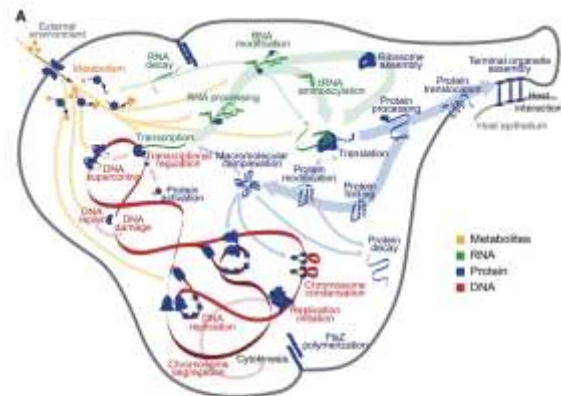 A
External
environment
Metabolism
RNA
decay
RNA
modification
Ribosome
assembly
Terminal organelle
assembly
tRNA
aminoacylation
Protein
translocation
Host
interaction
Host epithelium
Protein
processing
RNA processing
Transcription
Translation
DNA
supercoiling
Transcriptional
regulation
Macromolecular
complexation
Protein
modification
Protein
folding
Protein
activation
DNA
repair
DNA
damage
Protein
decay
Metabolites
RNA
Protein
DNA
Chromosome
condensation
Replication
initiation
DNA
replication
FtsZ
polymerization
Cytokinesis
Chromosome
segregation